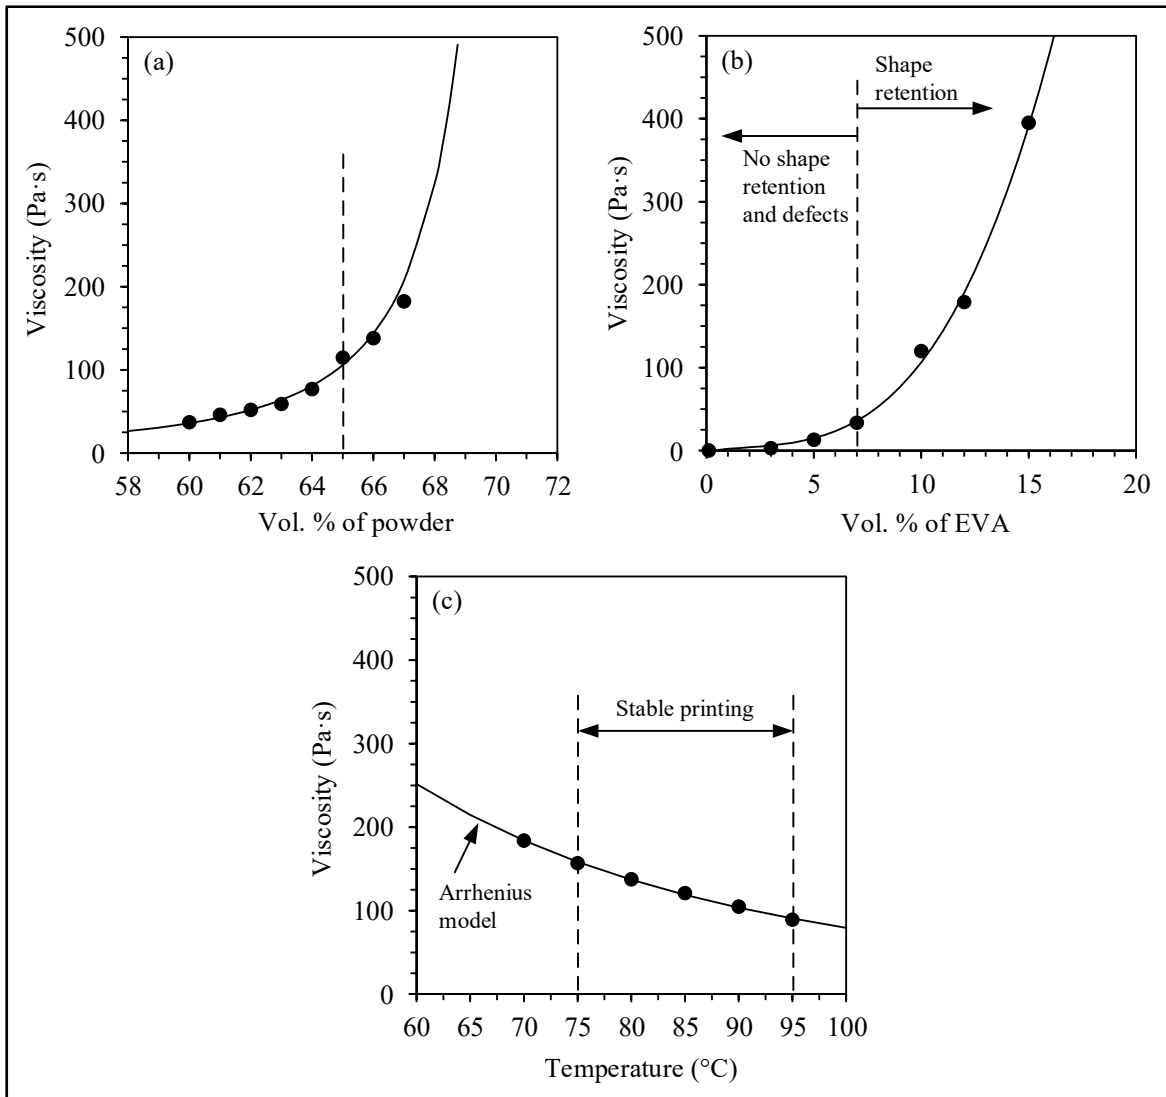 (a)
500
400
300
200
100
0
Viscosity (Pa·s)
58 60 62 64 66 68 70 72
Vol. % of powder
(b)
500
400
300
200
100
0
Viscosity (Pa·s)
Shape
retention
No shape
retention
and defects
0 5 10 15 20
Vol. % of EVA
(c)
500
400
300
200
100
0
Viscosity (Pa·s)
Stable printing
Arrhenius
model
60 65 70 75 80 85 90 95 100
Temperature (°C)